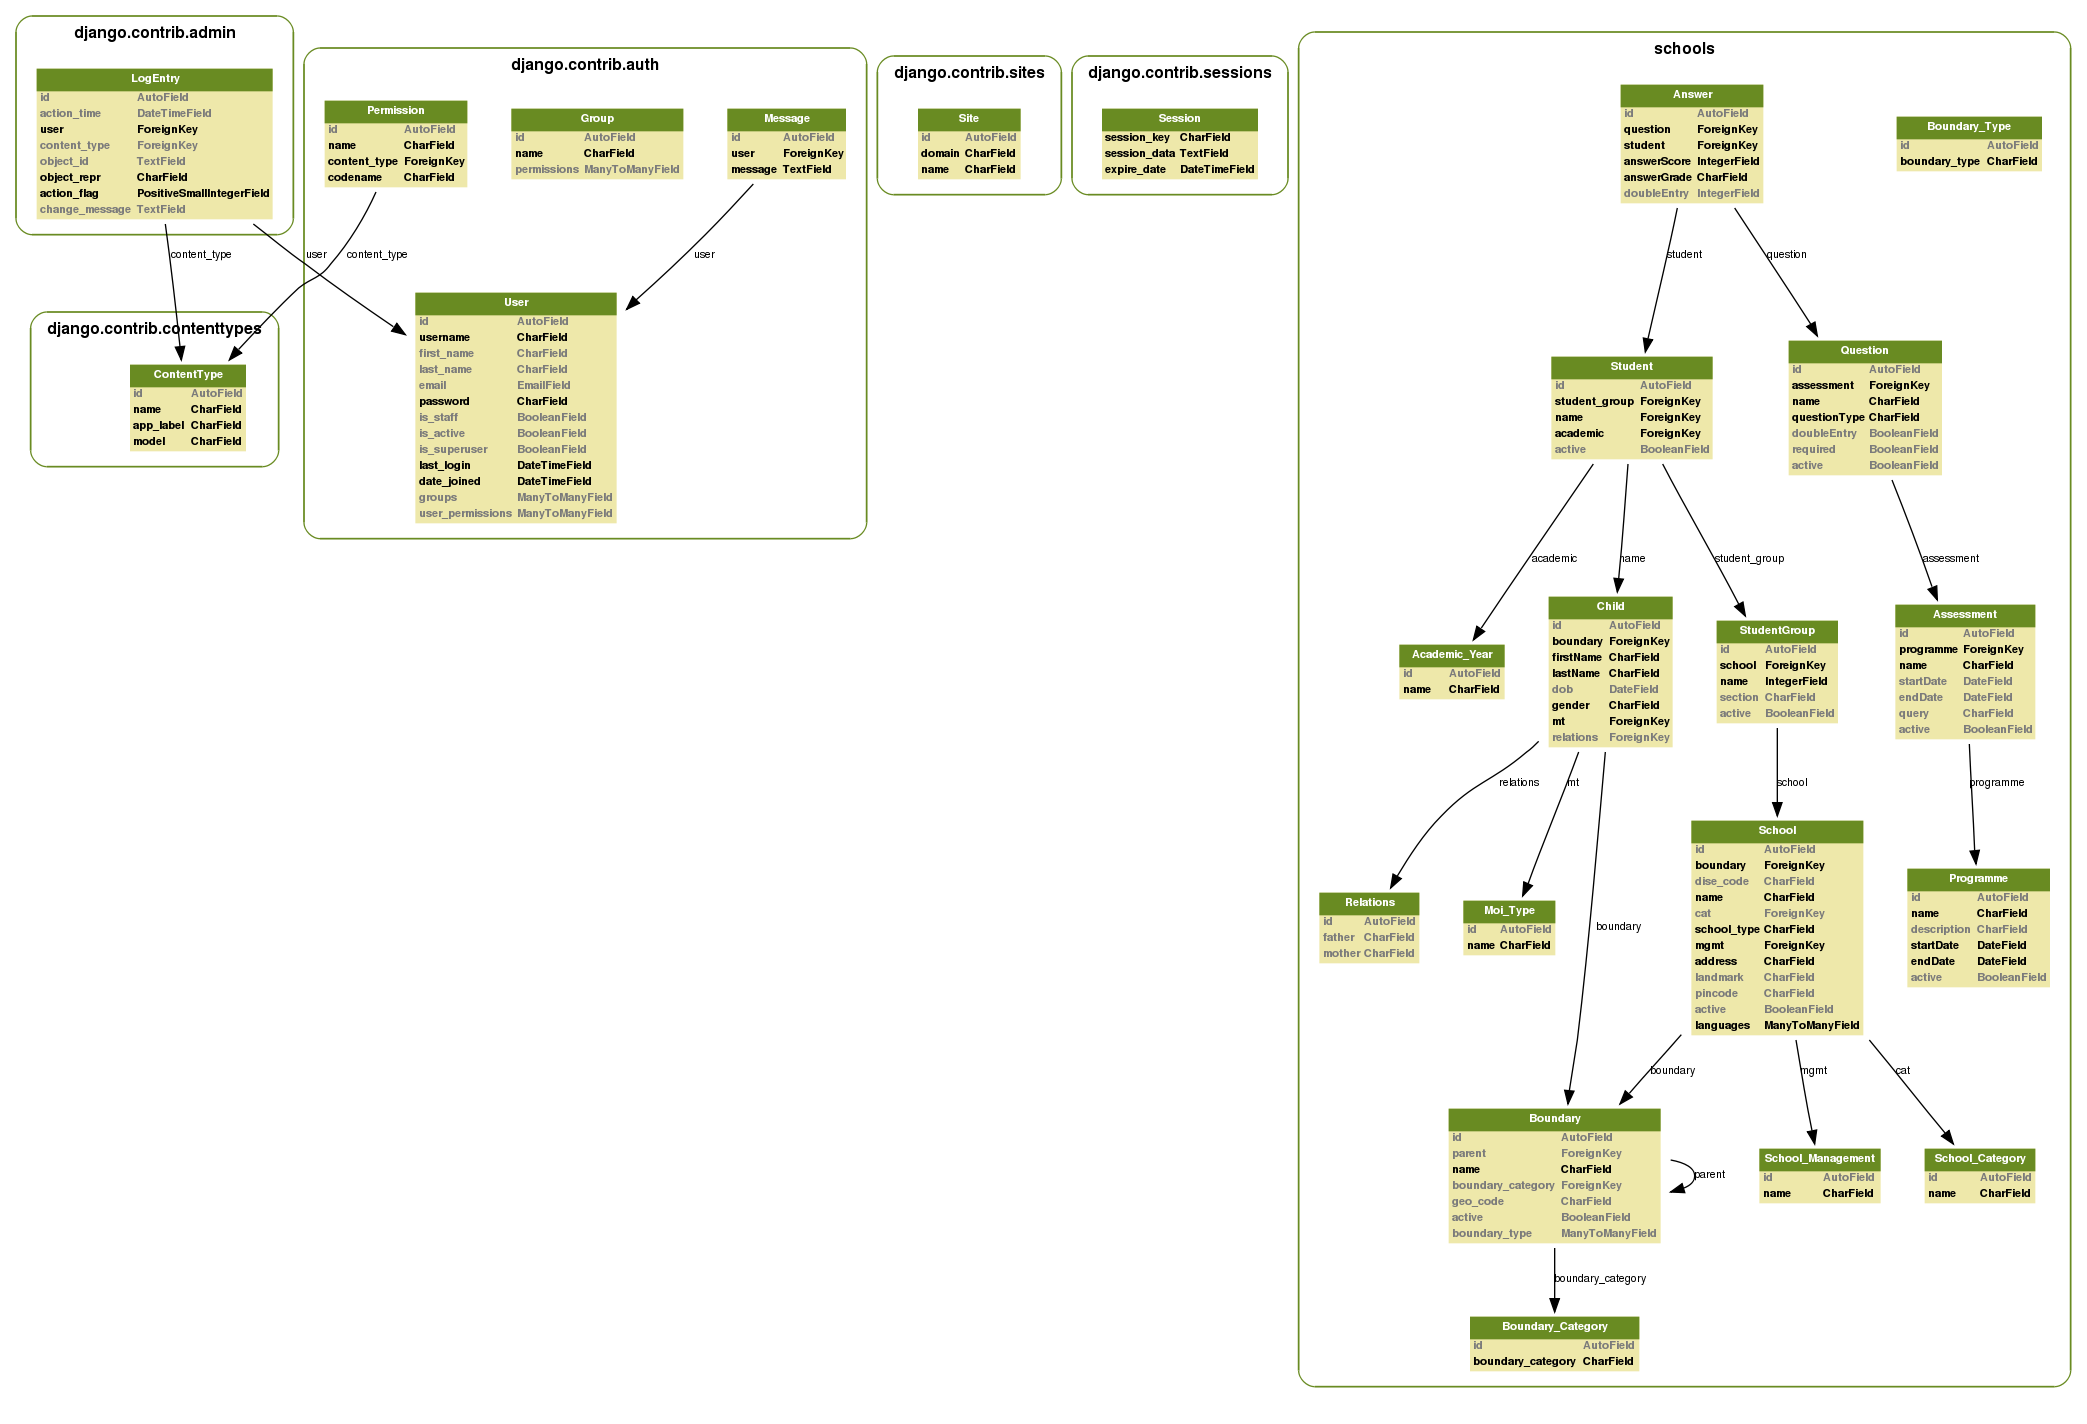 django.contrib.admin
LogEntry
id AutoField
action_time DateTimeField
user ForeignKey
content_type ForeignKey
object_id TextField
object_repr CharField
action_flag PositiveSmallIntegerField
change_message TextField
django.contrib.auth
Permission
id AutoField
name CharField
content_type ForeignKey
codename CharField
Group
id AutoField
name CharField
permissions ManyToManyField
Message
id AutoField
user ForeignKey
message TextField
content_type
user
content_type
user
User
id AutoField
username CharField
first_name CharField
last_name CharField
email EmailField
password CharField
is_staff BooleanField
is_active BooleanField
is_superuser BooleanField
last_login DateTimeField
date_joined DateTimeField
groups ManyToManyField
user_permissions ManyToManyField
django.contrib.contenttypes
ContentType
id AutoField
name CharField
app_label CharField
model CharField
django.contrib.sites
Site
id AutoField
domain CharField
name CharField
django.contrib.sessions
Session
session_key CharField
session_data TextField
expire_date DateTimeField
schools
Answer
id AutoField
question ForeignKey
student ForeignKey
answerScore IntegerField
answerGrade CharField
doubleEntry IntegerField
Boundary_Type
id AutoField
boundary_type CharField
student
question
Student
id AutoField
student_group ForeignKey
name ForeignKey
academic ForeignKey
active BooleanField
Question
id AutoField
assessment ForeignKey
name CharField
questionType CharField
doubleEntry BooleanField
required BooleanField
active BooleanField
academic
name
student_group
assessment
Academic_Year
id AutoField
name CharField
Child
id AutoField
boundary ForeignKey
firstName CharField
lastName CharField
dob DateField
gender CharField
mt ForeignKey
relations ForeignKey
StudentGroup
id AutoField
school ForeignKey
name IntegerField
section CharField
active BooleanField
Assessment
id AutoField
programme ForeignKey
name CharField
startDate DateField
endDate DateField
query CharField
active BooleanField
relations
mt
school
programme
Relations
id AutoField
father CharField
mother CharField
Moi_Type
id AutoField
name CharField
boundary
School
id AutoField
boundary ForeignKey
dise_code CharField
name CharField
cat ForeignKey
school_type CharField
mgmt ForeignKey
address CharField
landmark CharField
pincode CharField
active BooleanField
languages ManyToManyField
Programme
id AutoField
name CharField
description CharField
startDate DateField
endDate DateField
active BooleanField
boundary
mgmt
cat
Boundary
id AutoField
parent ForeignKey
name CharField
boundary_category ForeignKey
geo_code CharField
active BooleanField
boundary_type ManyToManyField
parent
School_Management
id AutoField
name CharField
School_Category
id AutoField
name CharField
boundary_category
Boundary_Category
id AutoField
boundary_category CharField